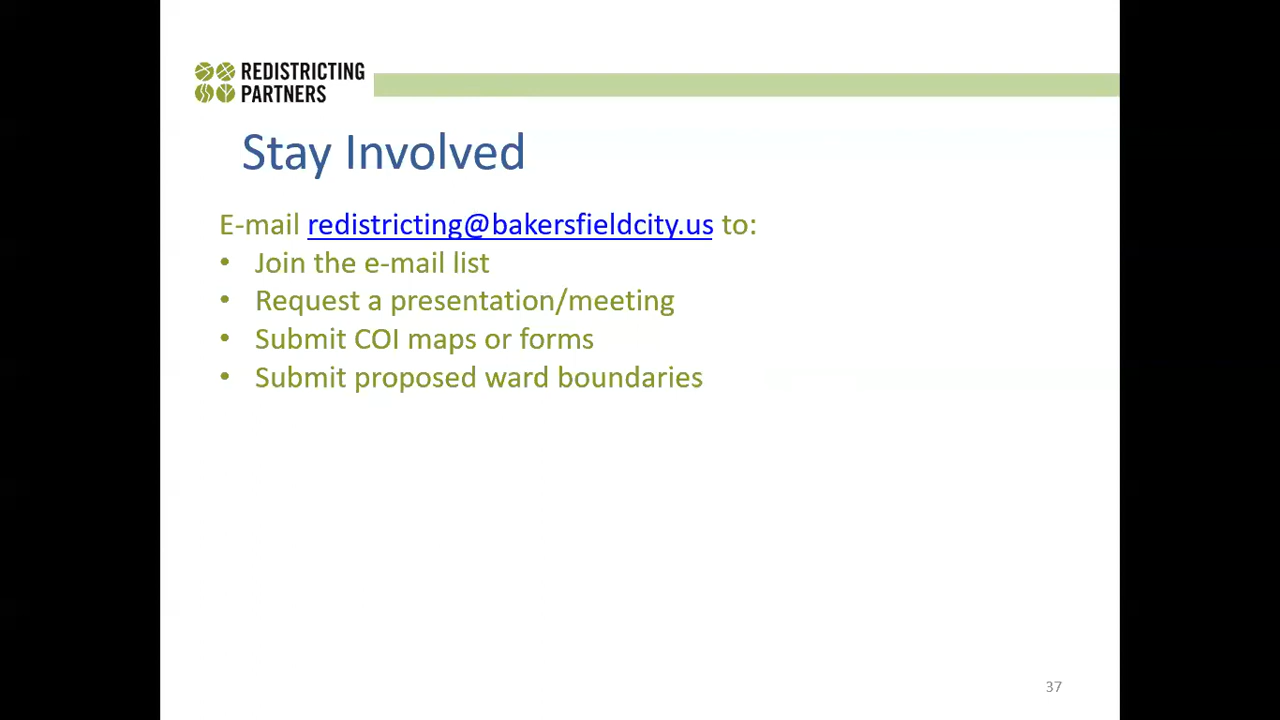 REDISTRICTING
PARTNERS
Stay Involved
E-mail redistricting@bakersfieldcity.us to:
• Join the e-mail list
• Request a presentation/meeting
• Submit COI maps or forms
• Submit proposed ward boundaries
37